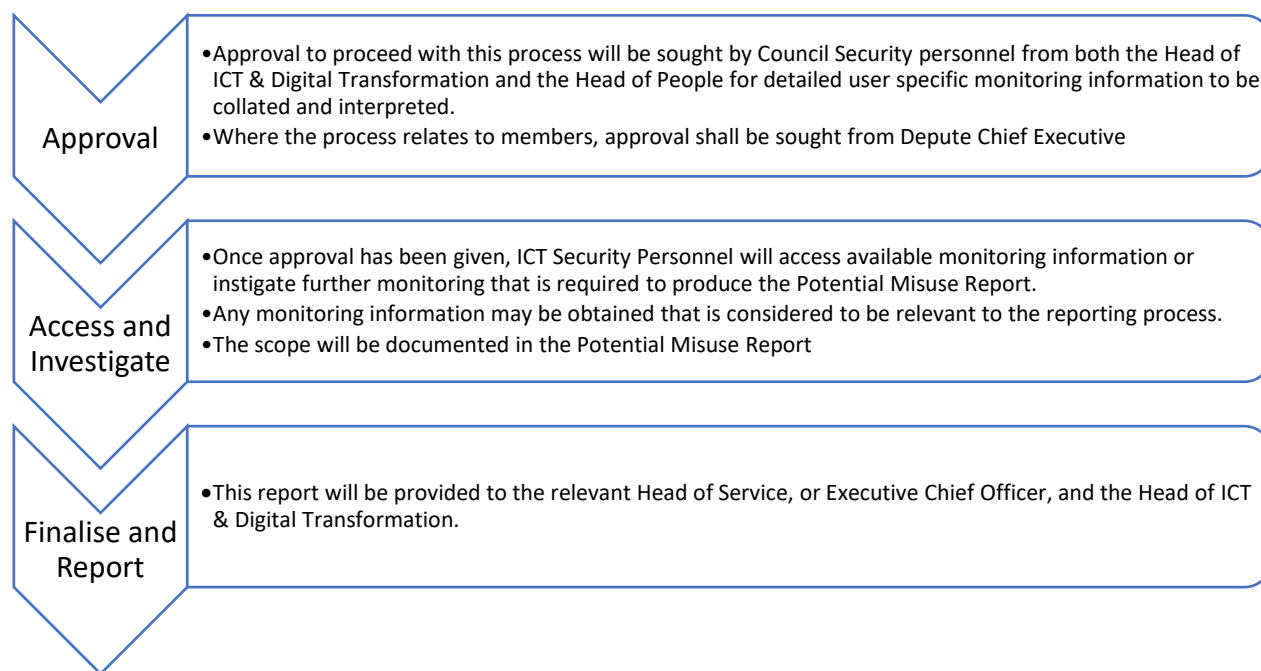 Approval
•Approval to proceed with this process will be sought by Council Security personnel from both the Head of
ICT & Digital Transformation and the Head of People for detailed user specific monitoring information to be
collated and interpreted.
•Where the process relates to members, approval shall be sought from Depute Chief Executive
Access and
Investigate
•Once approval has been given, ICT Security Personnel will access available monitoring information or
instigate further monitoring that is required to produce the Potential Misuse Report.
•Any monitoring information may be obtained that is considered to be relevant to the reporting process.
•The scope will be documented in the Potential Misuse Report
Finalise and
Report
•This report will be provided to the relevant Head of Service, or Executive Chief Officer, and the Head of ICT
& Digital Transformation.